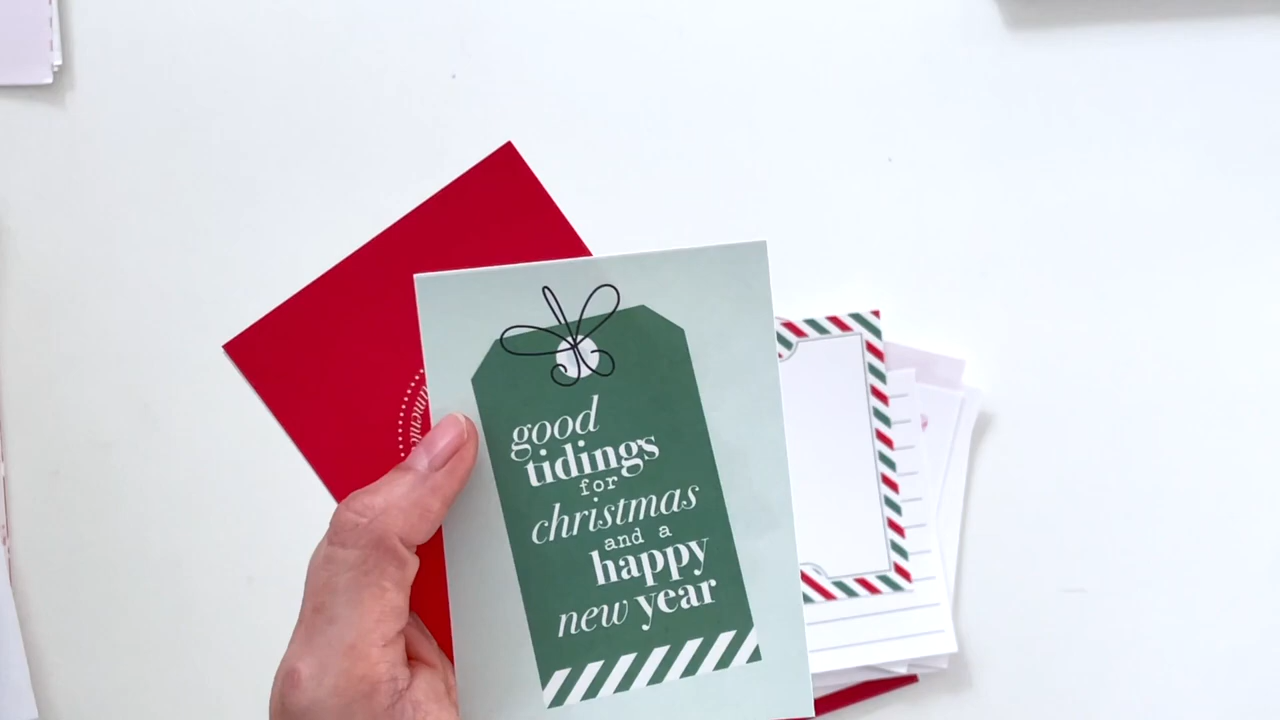 good
tidings
for
christmas
and a
happy
new year